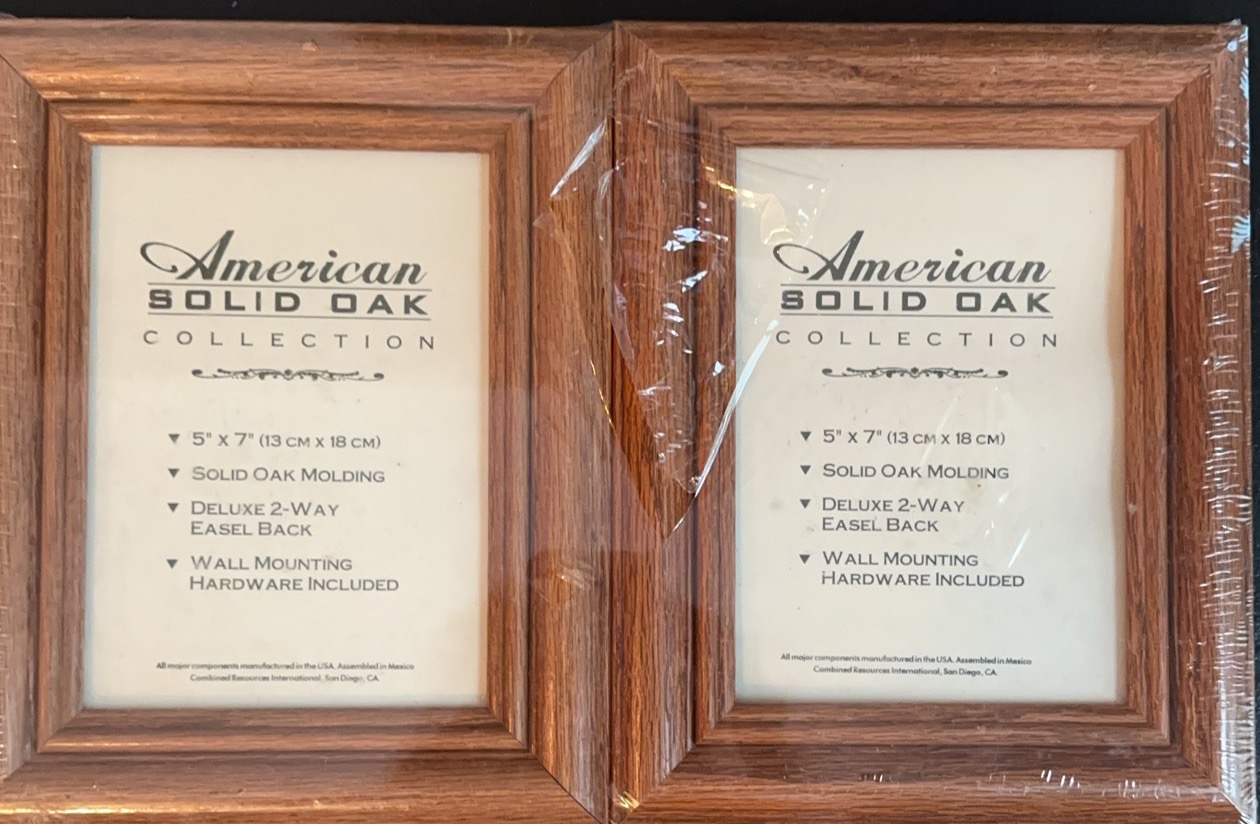 American
SOLID OAK
COLLECTION
▼ 5" X 7" (13 CM X 18 CM)
▼ SOLID OAK MOLDING
▼ DELUXE 2-WAY
EASEL BACK
▼ WALL MOUNTING
HARDWARE INCLUDED
All major components manufactured in the USA. Assembled in Mexico
Combined Resources International, San Diego, CA.
American
SOLID OAK
COLLECTION
▼ 5" X 7" (13 CM X 18 CM)
▼ SOLID OAK MOLDING
▼ DELUXE 2-WAY
EASEL BACK
▼ WALL MOUNTING
HARDWARE INCLUDED
All major components manufactured in the USA. Assembled in Mexico
Combined Resources International, San Diego, CA.